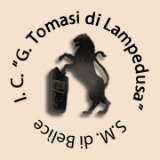 I. C. "G. Tomasi di Lampedusa"
S.M. di Belice